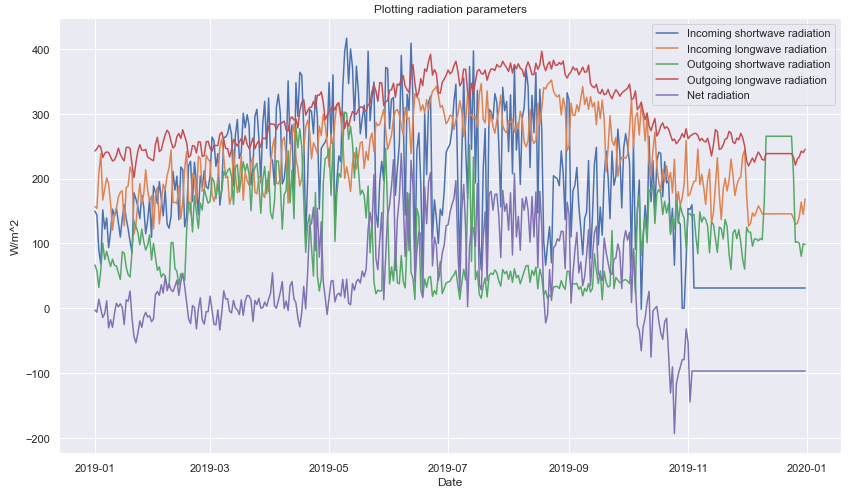 Plotting radiation parameters
Incoming shortwave radiation
Incoming longwave radiation
Outgoing shortwave radiation
Outgoing longwave radiation
Net radiation
W/m^2
400
300
200
100
0
−100
−200
2019-01
2019-03
2019-05
2019-07
2019-09
2019-11
2020-01
Date